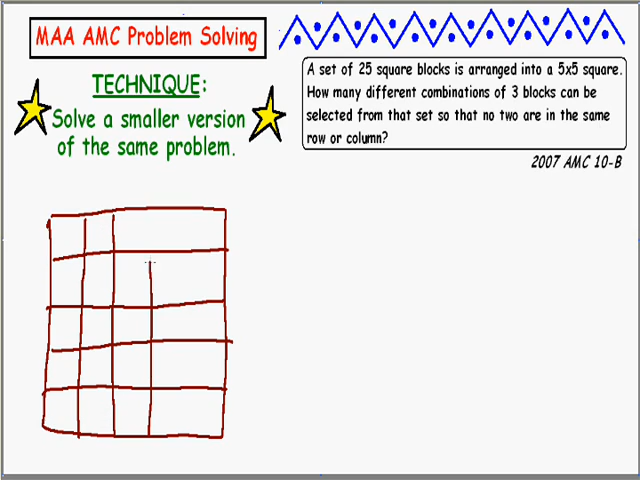 MAA AMC Problem Solving
TECHNIQUE:
Solve a smaller version
of the same problem.
A set of 25 square blocks is arranged into a 5x5 square.
How many different combinations of 3 blocks can be
selected from that set so that no two are in the same
row or column?
2007 AMC 10-B